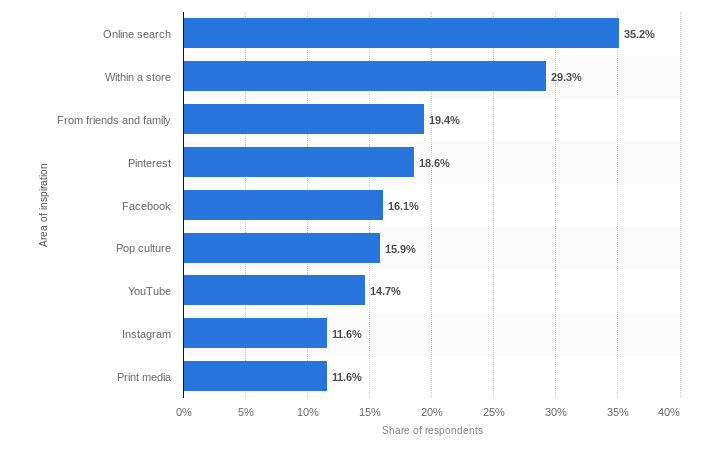 Online search 35.2%
Within a store 29.3%
From friends and family 19.4%
Pinterest 18.6%
Facebook 16.1%
Pop culture 15.9%
YouTube 14.7%
Instagram 11.6%
Print media 11.6%
Area of inspiration
0% 5% 10% 15% 20% 25% 30% 35% 40%
Share of respondents